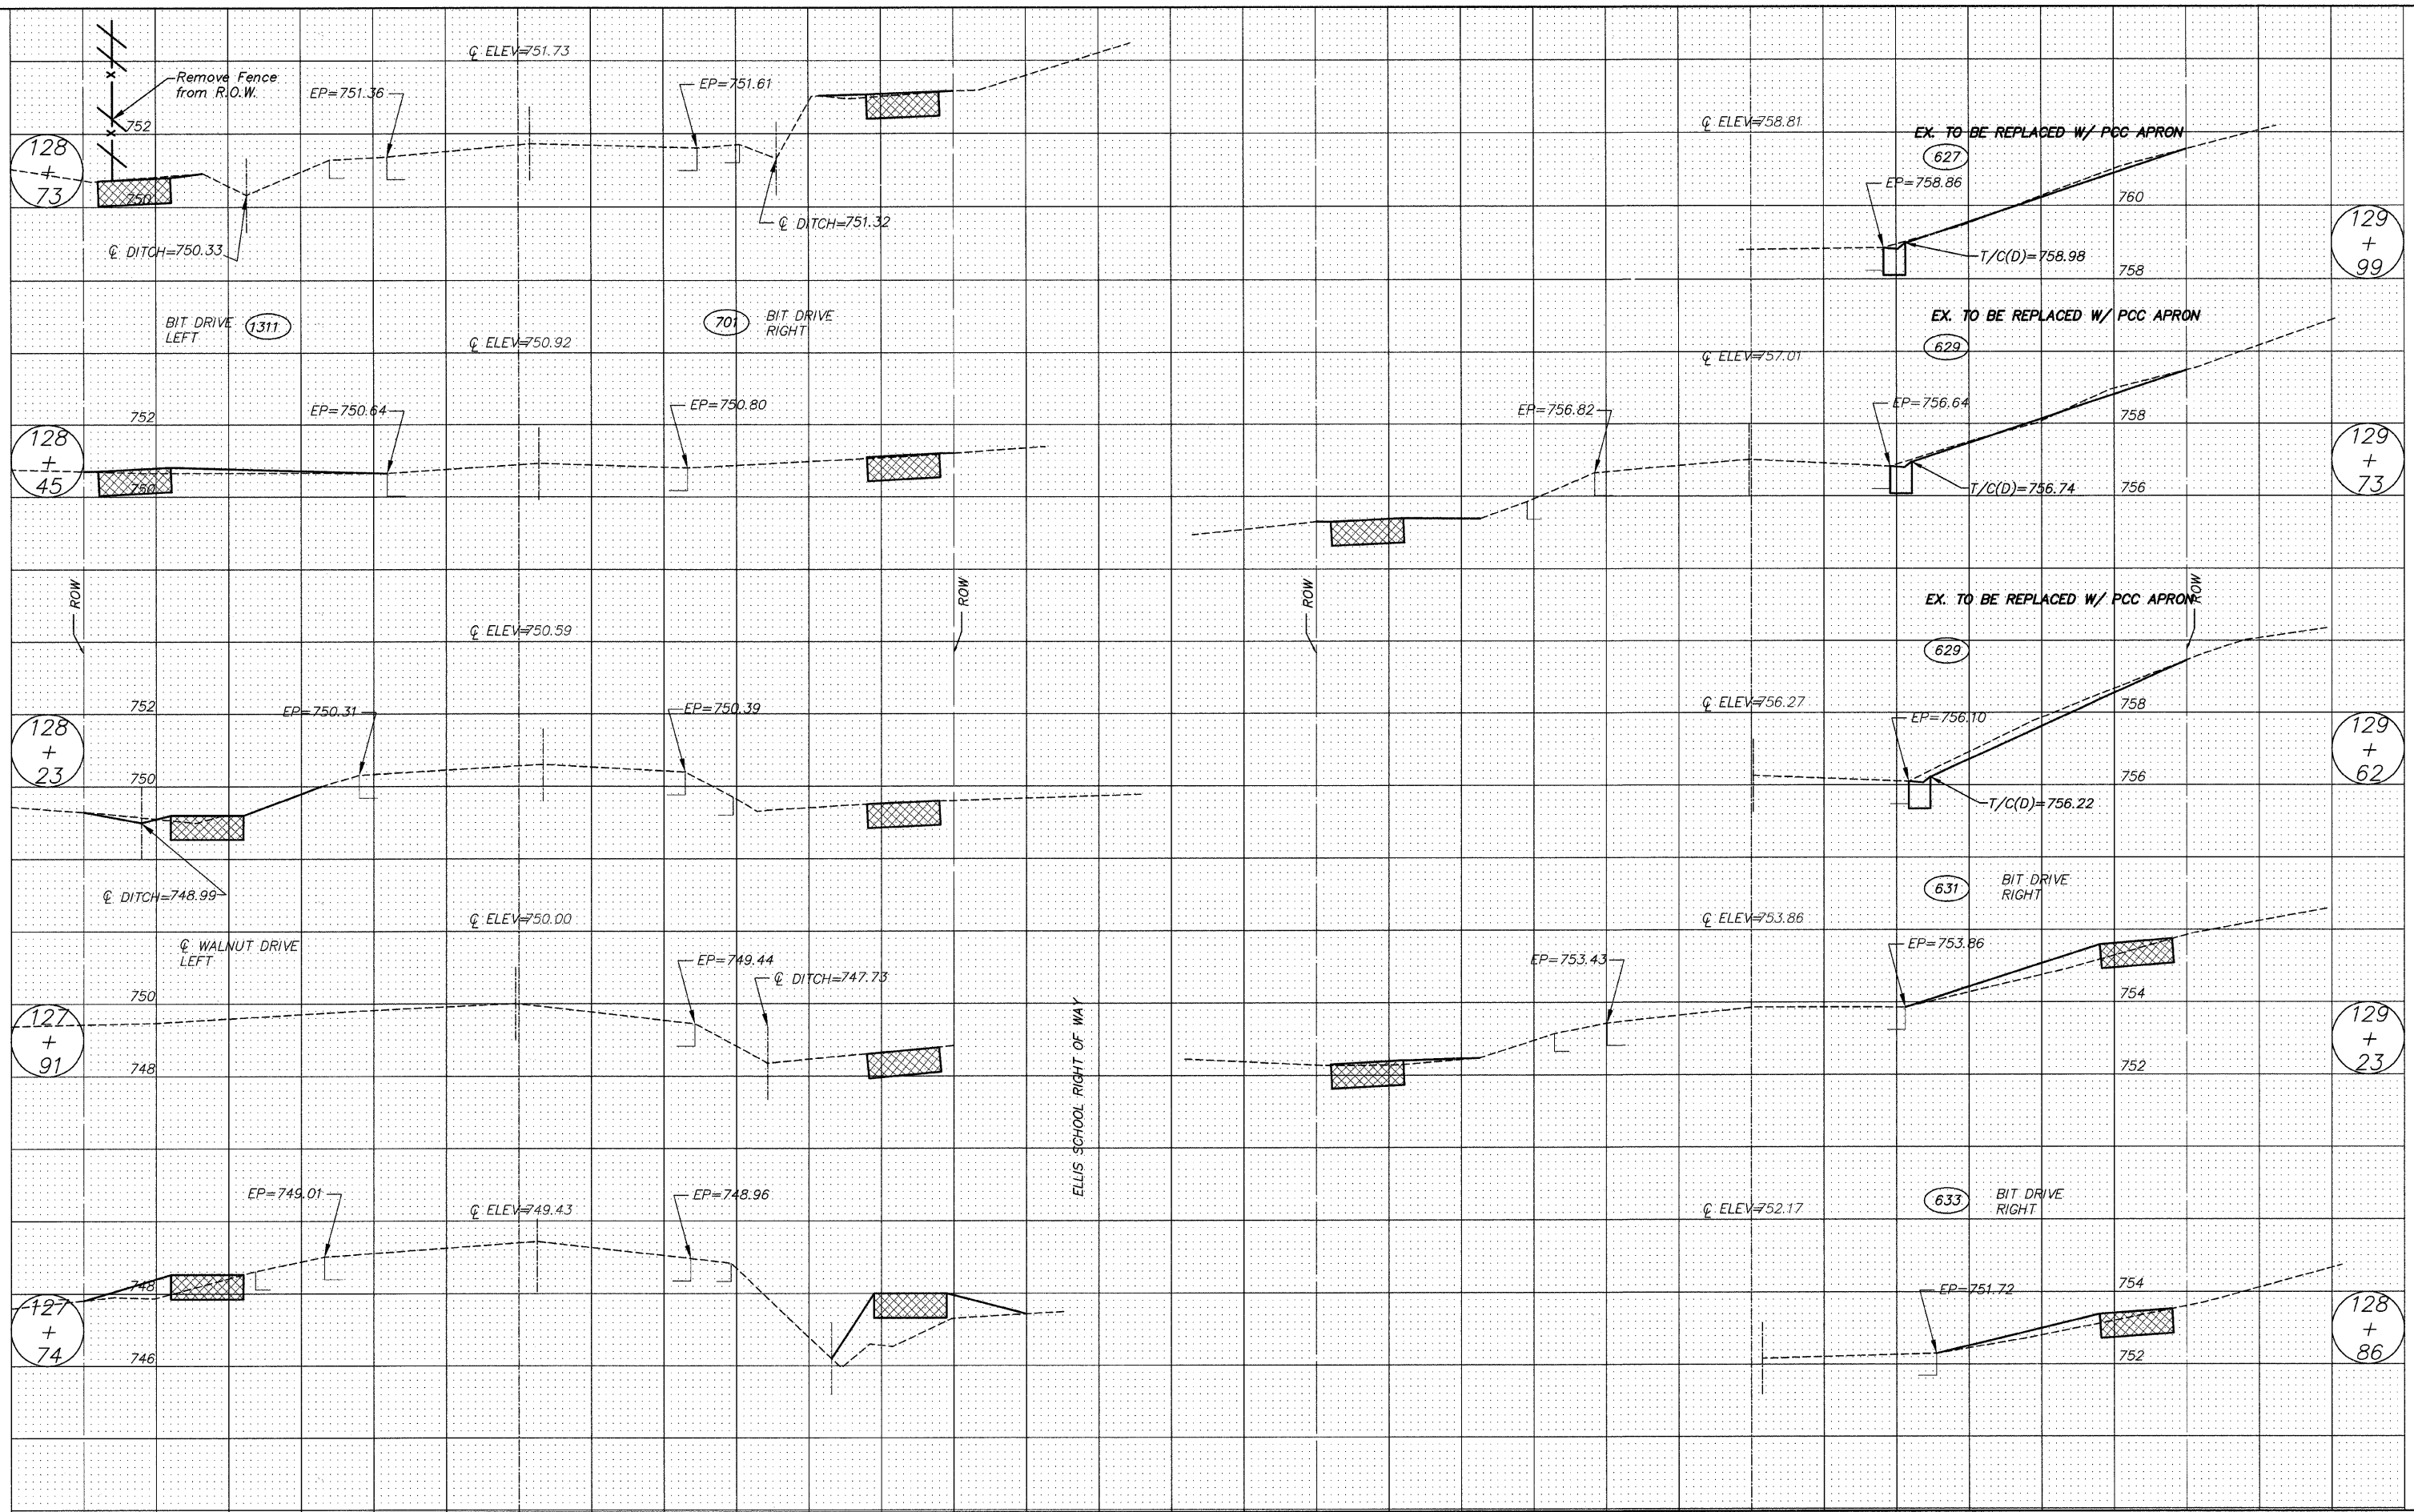 ℄ ELEV=751.73
Remove Fence
from R.O.W.
EP=751.36
EP=751.61
752
128
+
73
750
℄ DITCH=750.33
℄ DITCH=751.32
BIT DRIVE
LEFT
1311
701
BIT DRIVE
RIGHT
℄ ELEV=750.92
752
EP=750.64
EP=750.80
128
+
45
750
ROW
ROW
℄ ELEV=750.59
752
EP=750.31
EP=750.39
128
+
23
750
℄ DITCH=748.99
℄ ELEV=750.00
℄ WALNUT DRIVE
LEFT
EP=749.44
℄ DITCH=747.73
750
127
+
91
748
ELLIS SCHOOL RIGHT OF WAY
EP=749.01
℄ ELEV=749.43
EP=748.96
748
127
+
74
746
℄ ELEV=758.81
EX. TO BE REPLACED W/ PCC APRON
627
EP=758.86
760
T/C(D)=758.98
758
129
+
99
EX. TO BE REPLACED W/ PCC APRON
629
℄ ELEV=757.01
EP=756.82
EP=756.64
758
T/C(D)=756.74
756
129
+
73
ROW
EX. TO BE REPLACED W/ PCC APRON
ROW
629
℄ ELEV=756.27
EP=756.10
758
756
T/C(D)=756.22
129
+
62
631
BIT DRIVE
RIGHT
℄ ELEV=753.86
EP=753.43
EP=753.86
754
752
129
+
23
633
BIT DRIVE
RIGHT
℄ ELEV=752.17
EP=751.72
754
752
128
+
86